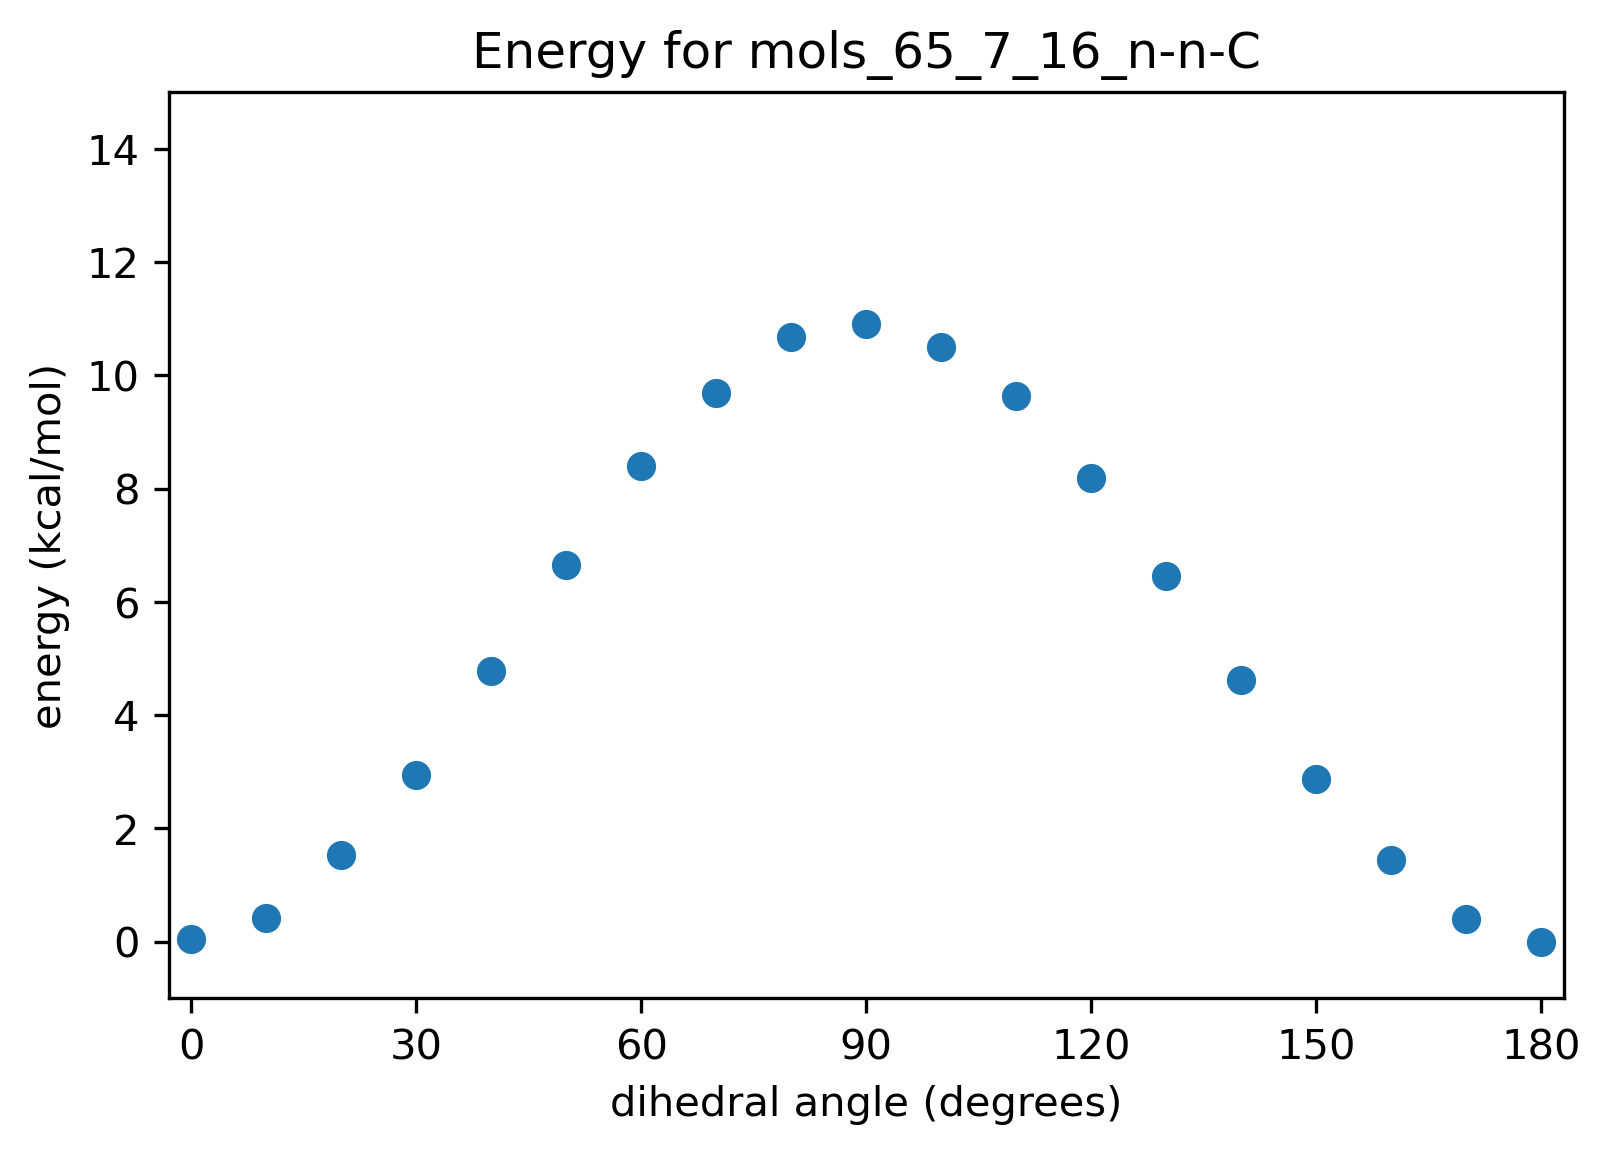 Energy for mols_65_7_16_n-n-C
energy (kcal/mol)
14
12
10
8
6
4
2
0
0 30 60 90 120 150 180
dihedral angle (degrees)